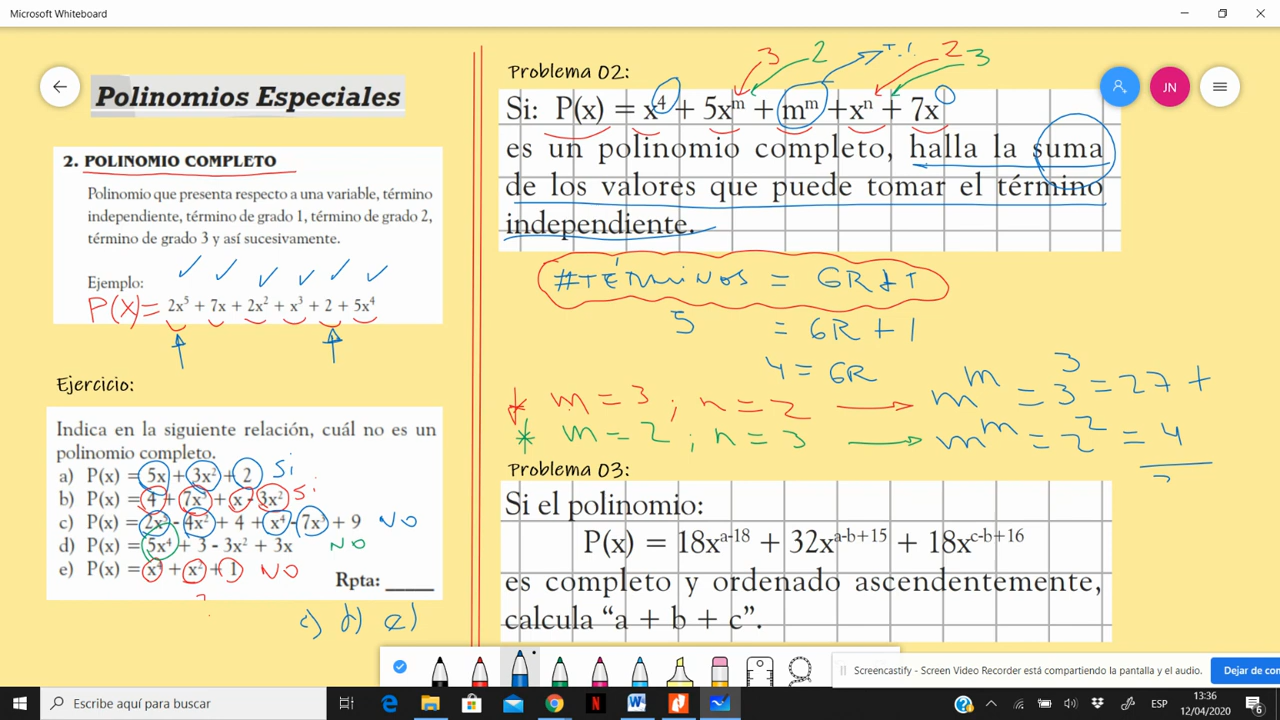 Microsoft Whiteboard
Polinomios Especiales
2. POLINOMIO COMPLETO
Polinomio que presenta respecto a una variable, término
independiente, término de grado 1, término de grado 2,
término de grado 3 y así sucesivamente.
Ejemplo:
P(x)= 2x⁵ + 7x + 2x² + x³ + 2 + 5x⁴
Ejercicio:
Indica en la siguiente relación, cuál no es un
polinomio completo.
a) P(x) = 5x + 3x² + 2 Si
b) P(x) = 4 + 7x³ + x - 3x² Si
c) P(x) = 2x⁵ - 4x² + 4 + x⁴ - 7x³ + 9 NO
d) P(x) = 5x⁴ + 3 - 3x² + 3x NO
e) P(x) = x⁴ + x² + 1 NO
Rpta: _____
c) d) e)
Problema 02:
3 2 T.I. 2 3
Si: P(x) = x⁴ + 5xᵐ + mᵐ + xⁿ + 7x
es un polinomio completo, halla la suma
de los valores que puede tomar el término
independiente.
#TÉRMINOS = GR + 1
5 = GR + 1
4 = GR
* m = 3 ; n = 2 → mᵐ = 3³ = 27 +
* m = 2 ; n = 3 → mᵐ = 2² = 4
Problema 03:
Si el polinomio:
P(x) = 18xᵃ⁻¹⁸ + 32xᵃ⁻ᵇ⁺¹⁵ + 18xᶜ⁻ᵇ⁺¹⁶
es completo y ordenado ascendentemente,
calcula “a + b + c”.
JN
Screencastify - Screen Video Recorder está compartiendo la pantalla y el audio.
Dejar de com
Escribe aquí para buscar
ESP
13:36
12/04/2020
6